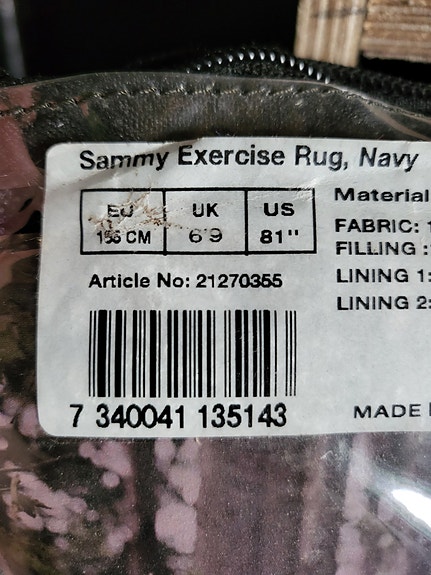 Sammy Exercise Rug, Navy
EU UK US
CM 6'9 81"
Article No: 21270355
7 340041 135143
Material
FABRIC: 1
FILLING :
LINING 1:
LINING 2:
MADE